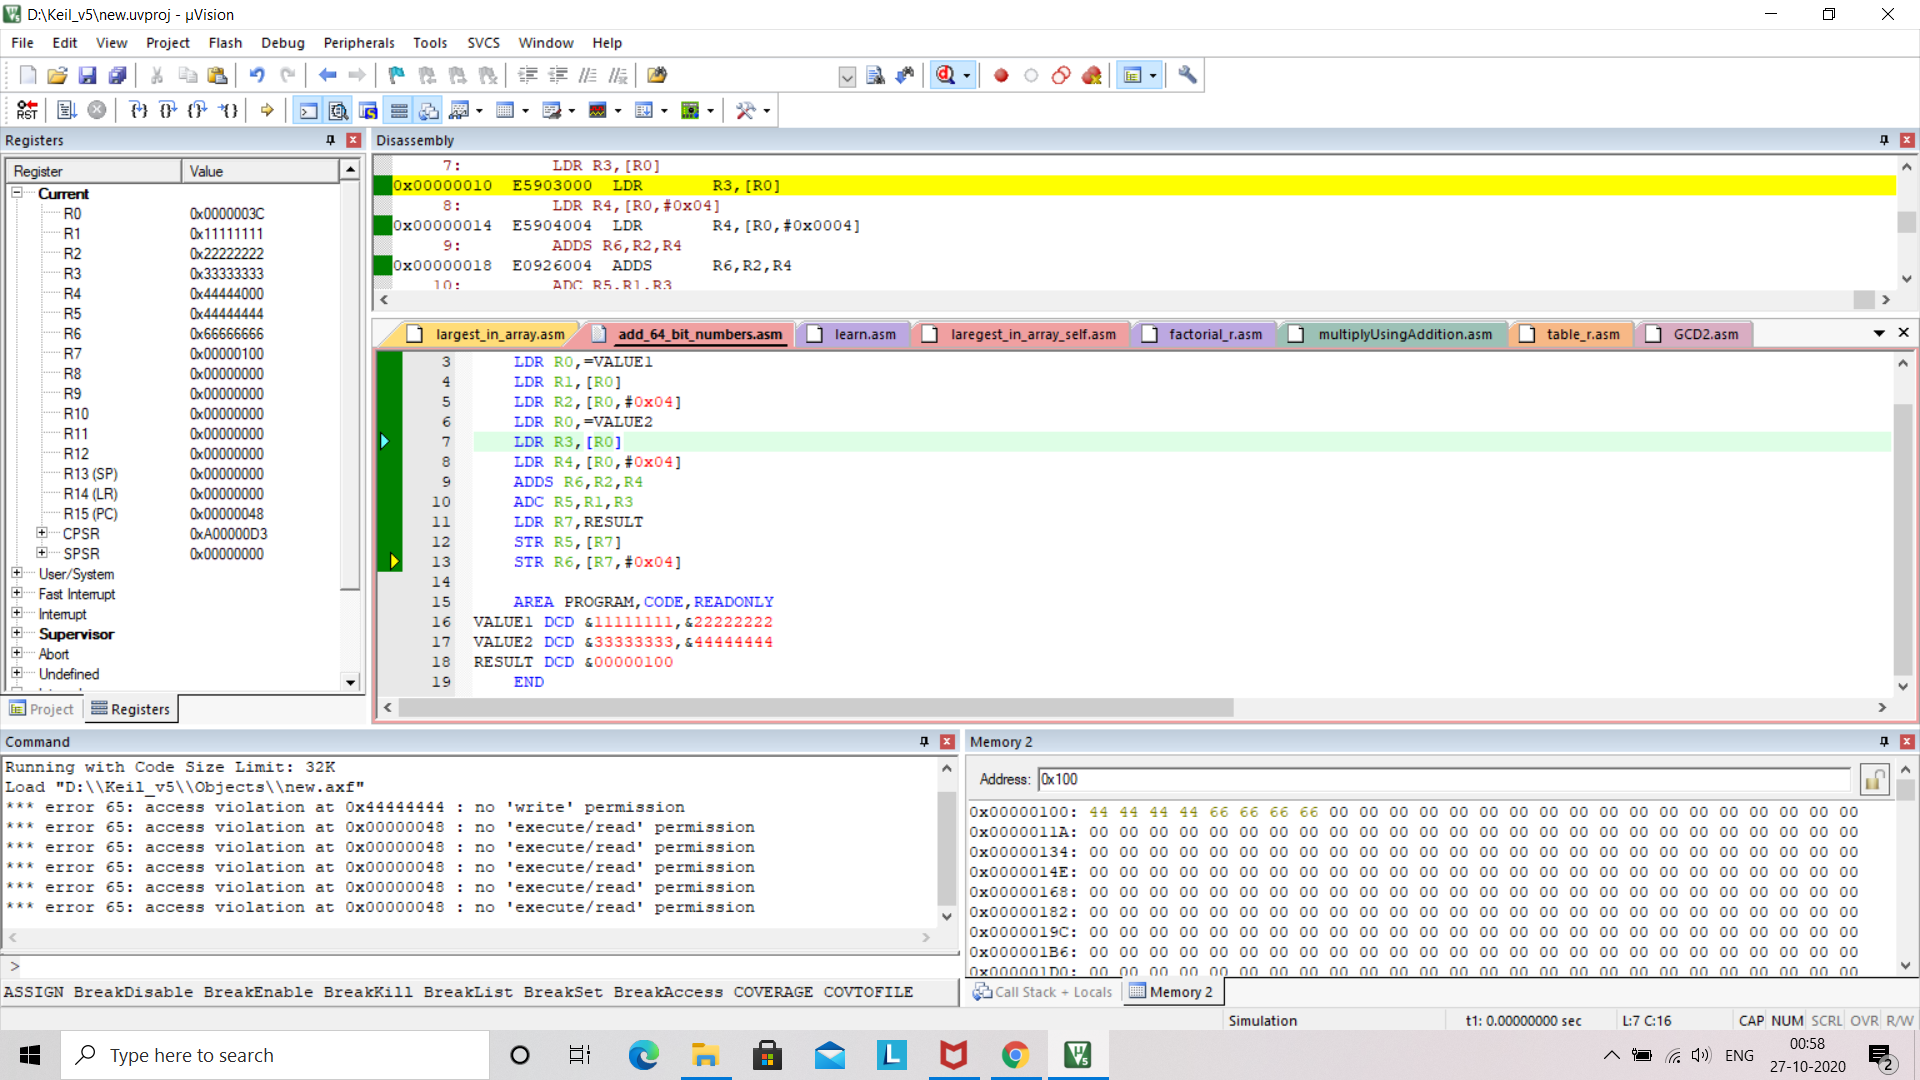 D:\Keil_v5\new.uvproj - µVision
File Edit View Project Flash Debug Peripherals Tools SVCS Window Help
Registers
Register Value
Current
R0 0x0000003C
R1 0x11111111
R2 0x22222222
R3 0x33333333
R4 0x44444000
R5 0x44444444
R6 0x66666666
R7 0x00000100
R8 0x00000000
R9 0x00000000
R10 0x00000000
R11 0x00000000
R12 0x00000000
R13 (SP) 0x00000000
R14 (LR) 0x00000000
R15 (PC) 0x00000048
CPSR 0xA00000D3
SPSR 0x00000000
User/System
Fast Interrupt
Interrupt
Supervisor
Abort
Undefined
Project Registers
Disassembly
7: LDR R3,[R0]
0x00000010 E5903000 LDR R3,[R0]
8: LDR R4,[R0,#0x04]
0x00000014 E5904004 LDR R4,[R0,#0x0004]
9: ADDS R6,R2,R4
0x00000018 E0926004 ADDS R6,R2,R4
10: ADC R5,R1,R3
largest_in_array.asm add_64_bit_numbers.asm learn.asm laregest_in_array_self.asm factorial_r.asm multiplyUsingAddition.asm table_r.asm GCD2.asm
3 LDR R0,=VALUE1
4 LDR R1,[R0]
5 LDR R2,[R0,#0x04]
6 LDR R0,=VALUE2
7 LDR R3,[R0]
8 LDR R4,[R0,#0x04]
9 ADDS R6,R2,R4
10 ADC R5,R1,R3
11 LDR R7,RESULT
12 STR R5,[R7]
13 STR R6,[R7,#0x04]
14
15 AREA PROGRAM,CODE,READONLY
16 VALUE1 DCD &11111111,&22222222
17 VALUE2 DCD &33333333,&44444444
18 RESULT DCD &00000100
19 END
Command
Running with Code Size Limit: 32K
Load "D:\\Keil_v5\\Objects\\new.axf"
*** error 65: access violation at 0x44444444 : no 'write' permission
*** error 65: access violation at 0x00000048 : no 'execute/read' permission
*** error 65: access violation at 0x00000048 : no 'execute/read' permission
*** error 65: access violation at 0x00000048 : no 'execute/read' permission
*** error 65: access violation at 0x00000048 : no 'execute/read' permission
*** error 65: access violation at 0x00000048 : no 'execute/read' permission
>
ASSIGN BreakDisable BreakEnable BreakKill BreakList BreakSet BreakAccess COVERAGE COVTOFILE
Memory 2
Address: 0x100
0x00000100: 44 44 44 44 66 66 66 66 00 00 00 00 00 00 00 00 00 00 00 00 00 00 00 00 00 00
0x0000011A: 00 00 00 00 00 00 00 00 00 00 00 00 00 00 00 00 00 00 00 00 00 00 00 00 00 00
0x00000134: 00 00 00 00 00 00 00 00 00 00 00 00 00 00 00 00 00 00 00 00 00 00 00 00 00 00
0x0000014E: 00 00 00 00 00 00 00 00 00 00 00 00 00 00 00 00 00 00 00 00 00 00 00 00 00 00
0x00000168: 00 00 00 00 00 00 00 00 00 00 00 00 00 00 00 00 00 00 00 00 00 00 00 00 00 00
0x00000182: 00 00 00 00 00 00 00 00 00 00 00 00 00 00 00 00 00 00 00 00 00 00 00 00 00 00
0x0000019C: 00 00 00 00 00 00 00 00 00 00 00 00 00 00 00 00 00 00 00 00 00 00 00 00 00 00
0x000001B6: 00 00 00 00 00 00 00 00 00 00 00 00 00 00 00 00 00 00 00 00 00 00 00 00 00 00
0x000001D0: 00 00 00 00 00 00 00 00 00 00 00 00 00 00 00 00 00 00 00 00 00 00 00 00 00 00
Call Stack + Locals Memory 2
Simulation t1: 0.00000000 sec L:7 C:16 CAP NUM SCRL OVR R/W
Type here to search
ENG
00:58
27-10-2020
2